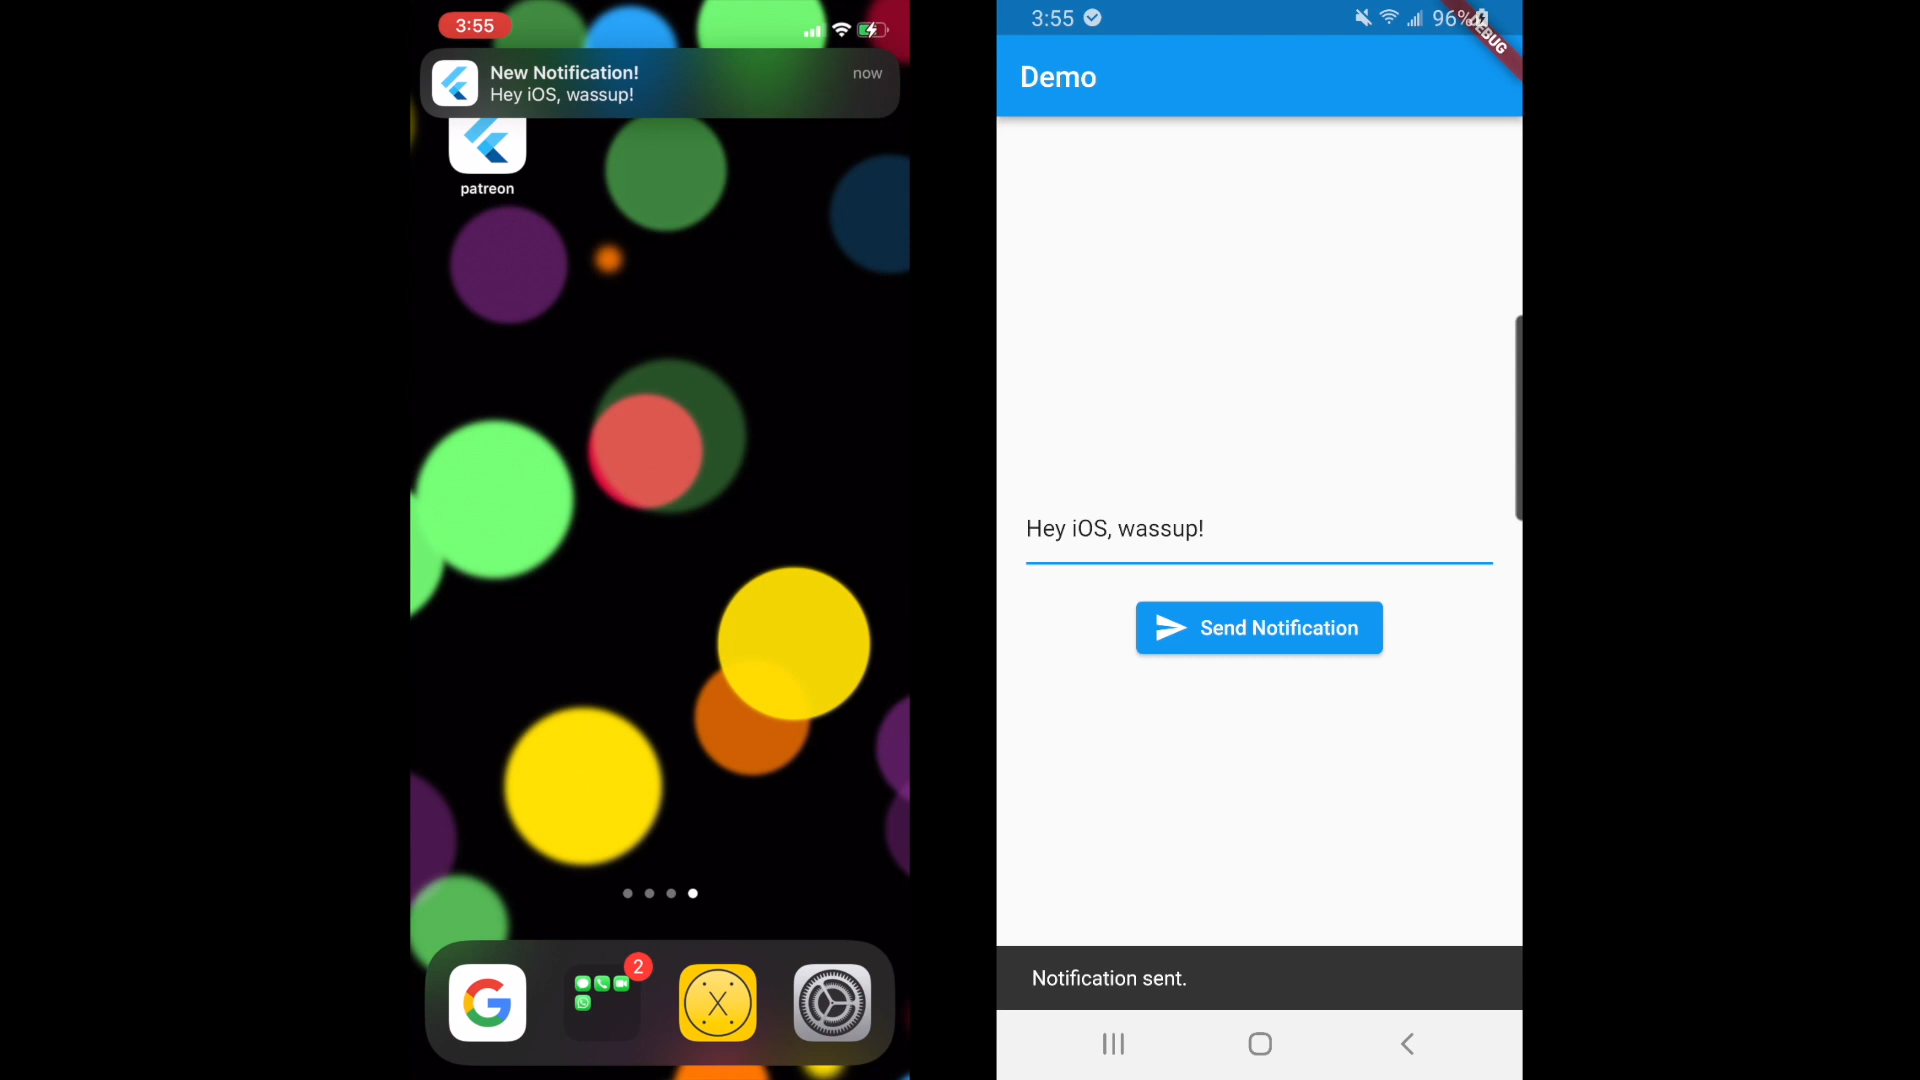 3:55
New Notification!
now
Hey iOS, wassup!
patreon
2
X
3:55
96%
DEBUG
Demo
Hey iOS, wassup!
Send Notification
Notification sent.